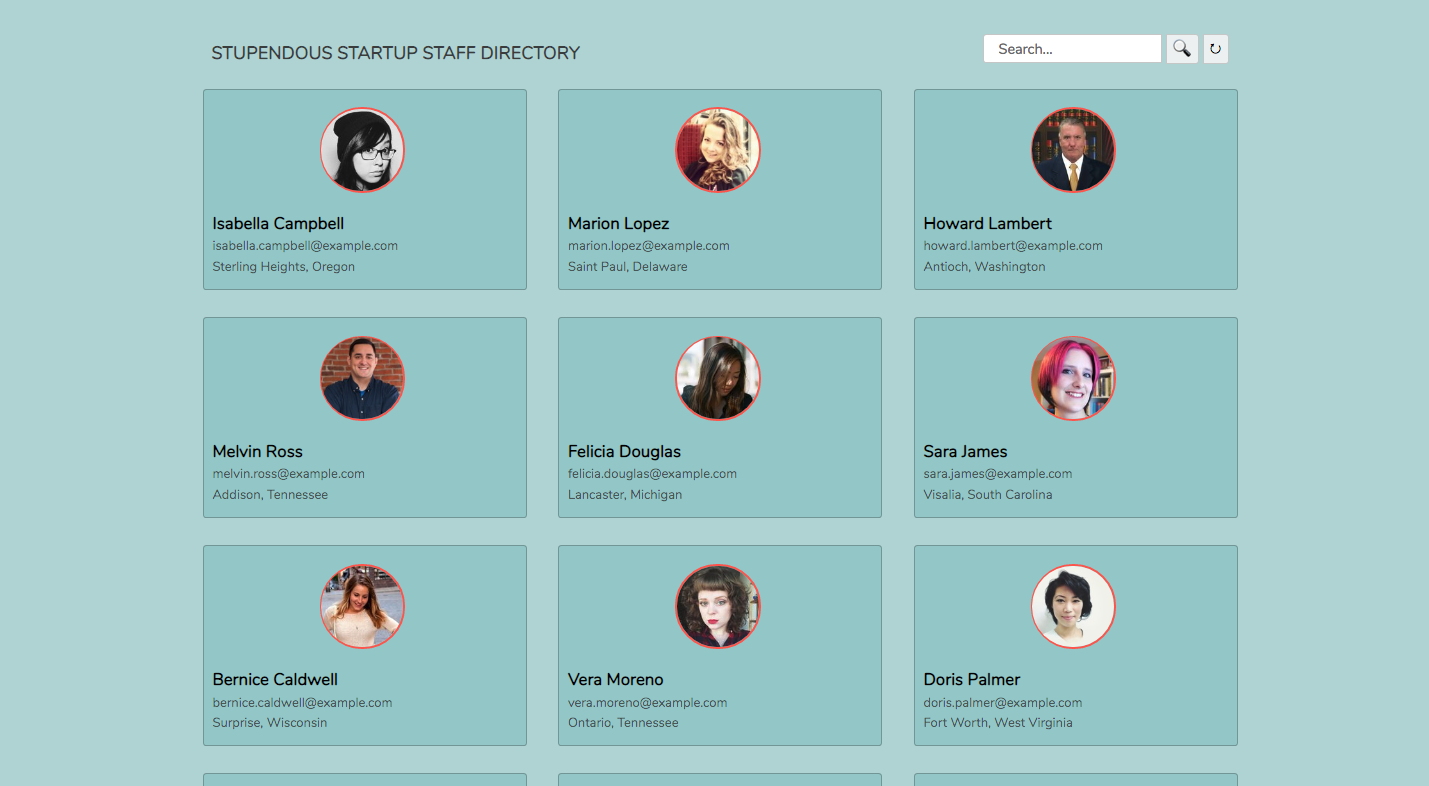 STUPENDOUS STARTUP STAFF DIRECTORY
Search...
Isabella Campbell
isabella.campbell@example.com
Sterling Heights, Oregon
Marion Lopez
marion.lopez@example.com
Saint Paul, Delaware
Howard Lambert
howard.lambert@example.com
Antioch, Washington
Melvin Ross
melvin.ross@example.com
Addison, Tennessee
Felicia Douglas
felicia.douglas@example.com
Lancaster, Michigan
Sara James
sara.james@example.com
Visalia, South Carolina
Bernice Caldwell
bernice.caldwell@example.com
Surprise, Wisconsin
Vera Moreno
vera.moreno@example.com
Ontario, Tennessee
Doris Palmer
doris.palmer@example.com
Fort Worth, West Virginia